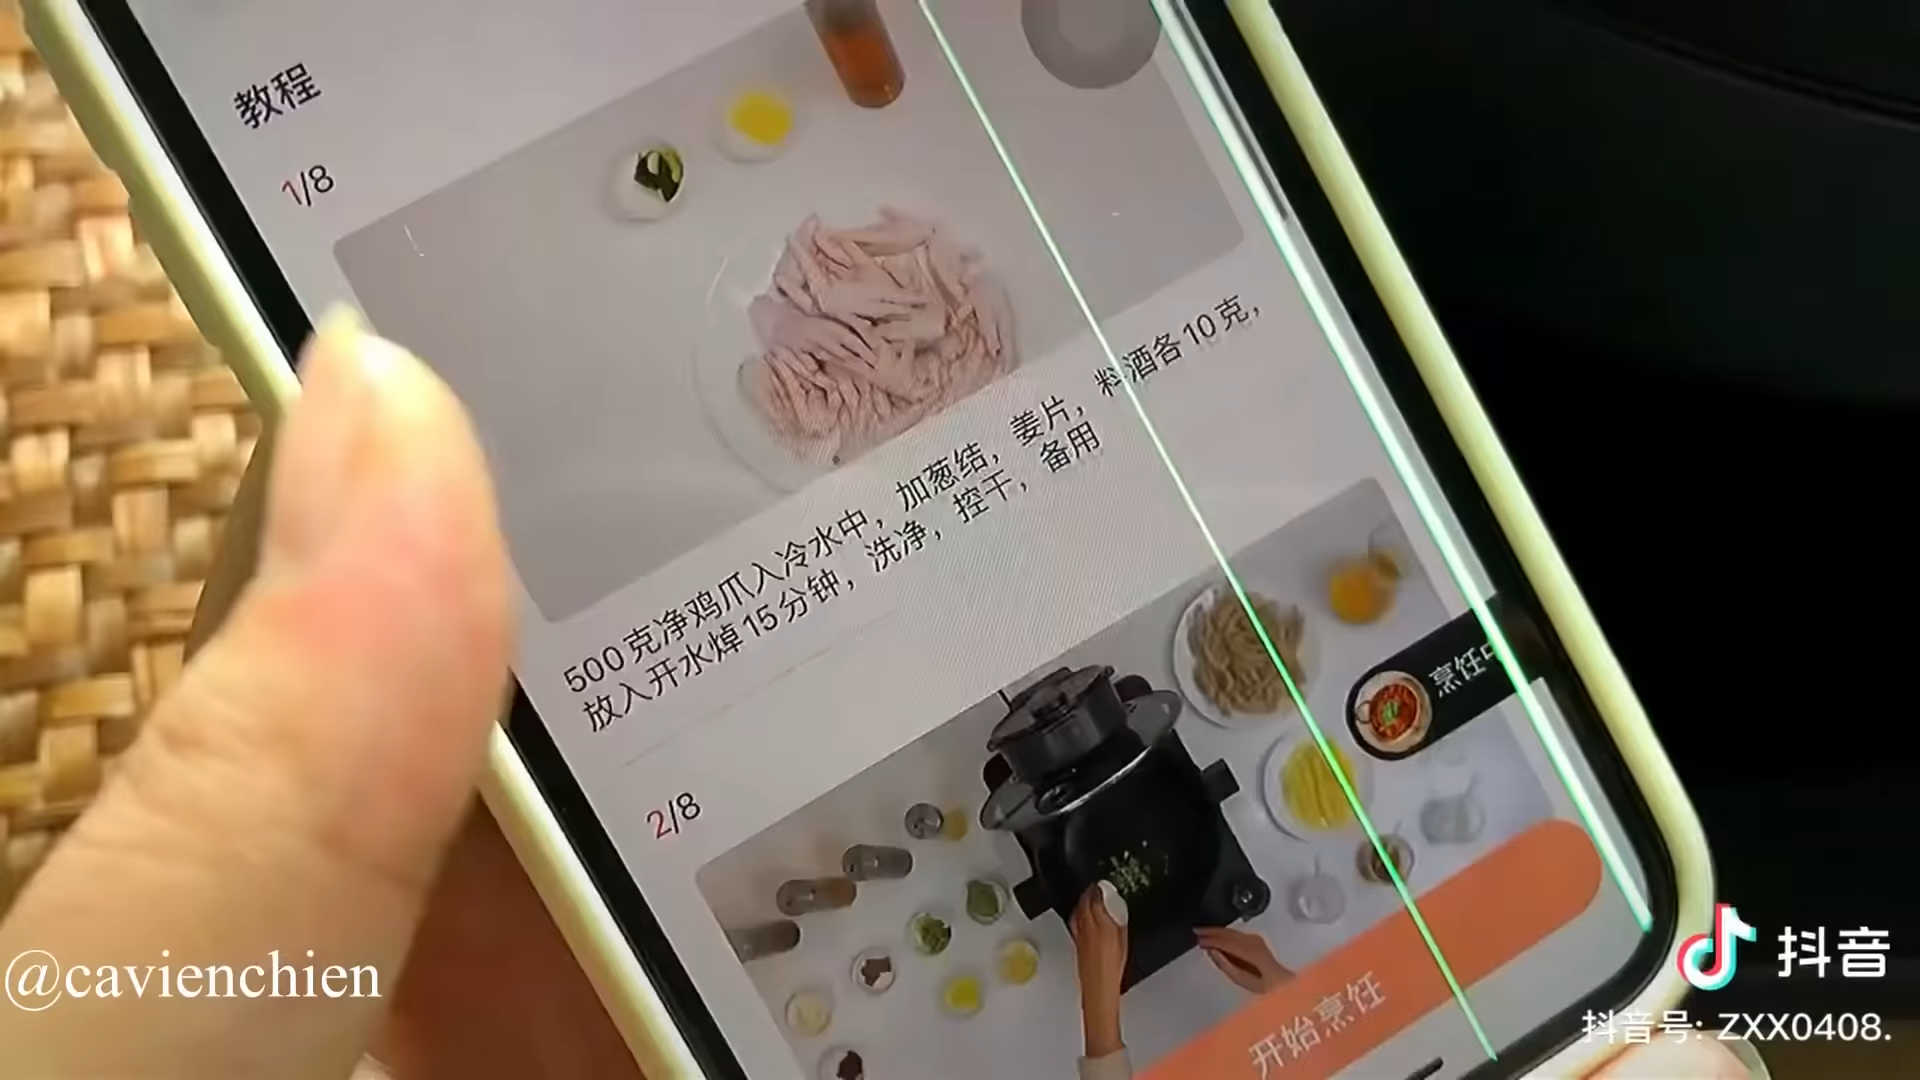 教程
1/8
500克净鸡爪入冷水中，加葱结，姜片，料酒各10克，
放入开水焯15分钟，洗净，控干，备用
2/8
烹饪中
开始烹饪
@cavienchien
抖音
抖音号: ZXX0408.